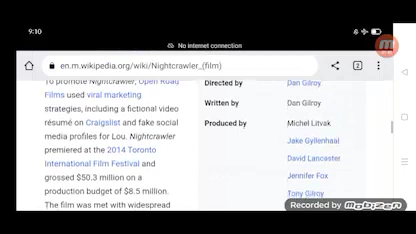 9:10
No internet connection
en.m.wikipedia.org/wiki/Nightcrawler_(film)
2
To promote Nightcrawler, Open Road
Films used viral marketing
strategies, including a fictional video
résumé on Craigslist and fake social
media profiles for Lou. Nightcrawler
premiered at the 2014 Toronto
International Film Festival and
grossed $50.3 million on a
production budget of $8.5 million.
The film was met with widespread
Directed by Dan Gilroy
Written by Dan Gilroy
Produced by Michel Litvak
Jake Gyllenhaal
David Lancaster
Jennifer Fox
Tony Gilroy
Recorded by Mobizen